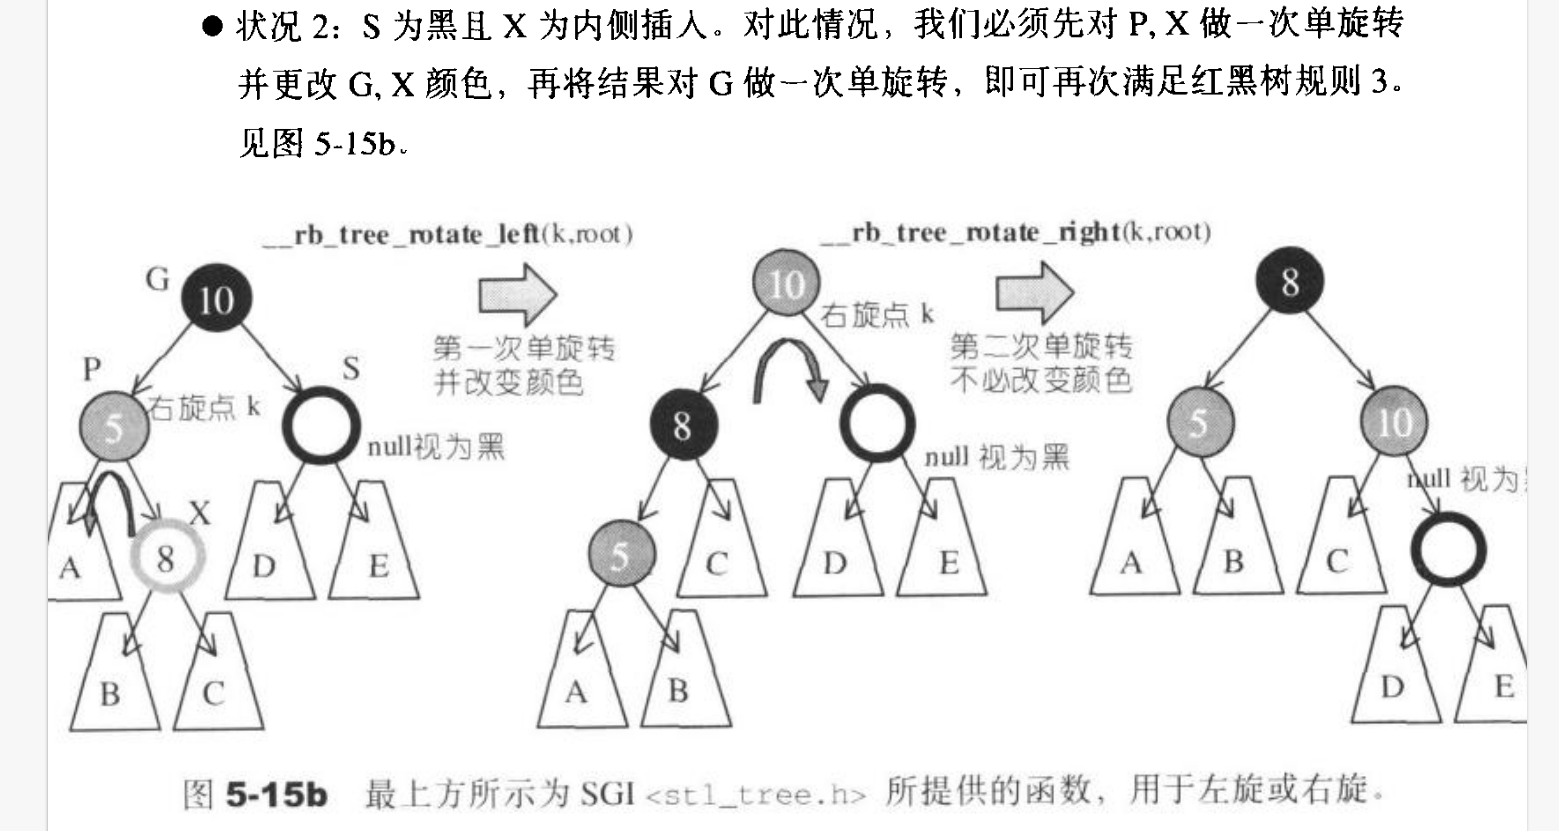 ● 状况 2：S 为黑且 X 为内侧插入。对此情况，我们必须先对 P, X 做一次单旋转
并更改 G, X 颜色，再将结果对 G 做一次单旋转，即可再次满足红黑树规则 3。
见图 5-15b。
__rb_tree_rotate_left(k,root)
__rb_tree_rotate_right(k,root)
G
10
10
8
右旋点 k
第一次单旋转
并改变颜色
第二次单旋转
不必改变颜色
P
S
5
右旋点 k
null视为黑
8
null 视为黑
5
10
null 视为
X
A
8
D
E
5
C
D
E
A
B
C
B
C
A
B
D
E
图 5-15b 最上方所示为 SGI <stl_tree.h> 所提供的函数，用于左旋或右旋。